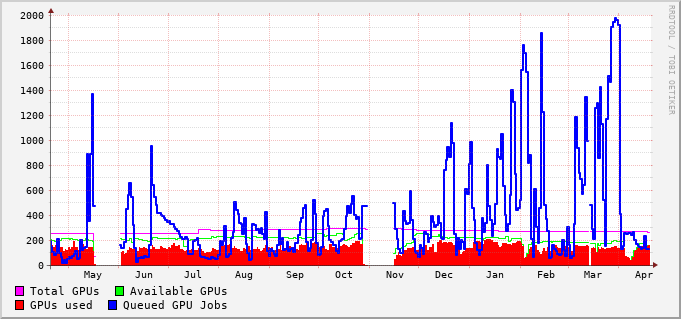 RRDTOOL / TOBI OETIKER
2000
1800
1600
1400
1200
1000
800
600
400
200
0
May Jun Jul Aug Sep Oct Nov Dec Jan Feb Mar Apr
Total GPUs Available GPUs
GPUs used Queued GPU Jobs